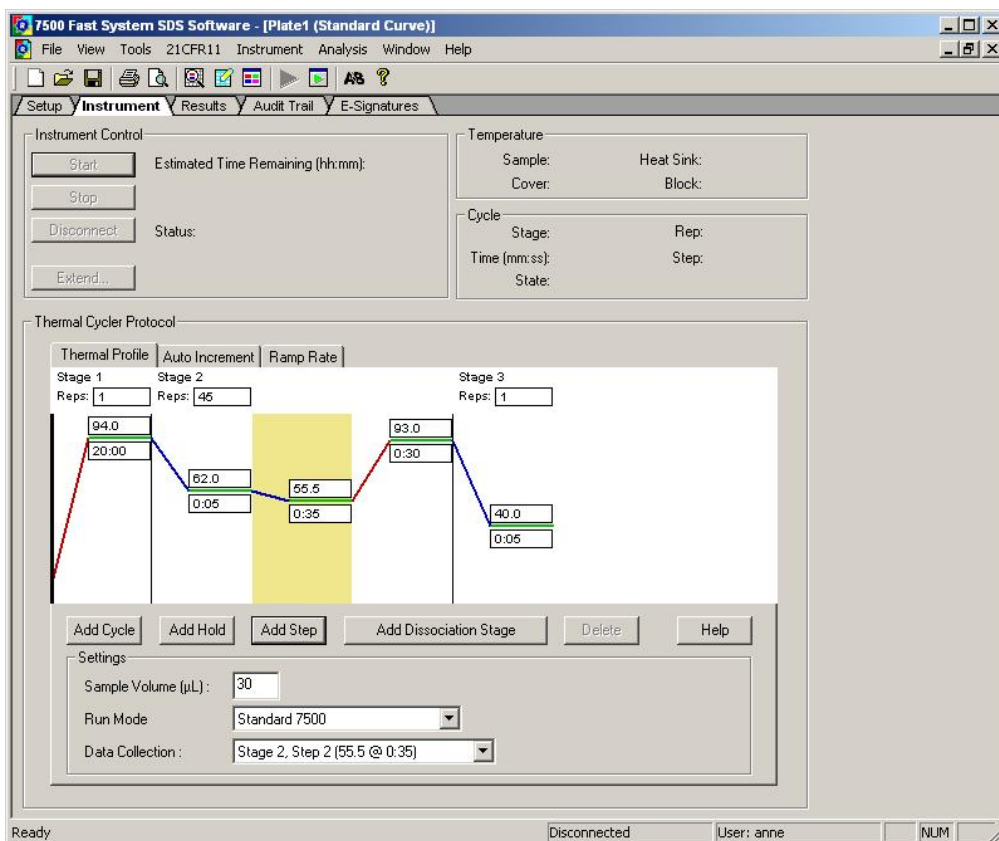 7500 Fast System SDS Software - [Plate1 (Standard Curve)]
File View Tools 21CFR11 Instrument Analysis Window Help
Setup Instrument Results Audit Trail E-Signatures
Instrument Control
Start Estimated Time Remaining (hh:mm):
Stop
Disconnect Status:
Extend...
Temperature
Sample: Heat Sink:
Cover: Block:
Cycle
Stage: Rep:
Time (mm:ss): Step:
State:
Thermal Cycler Protocol
Thermal Profile Auto Increment Ramp Rate
Stage 1 Stage 2 Stage 3
Reps: 1 Reps: 45 Reps: 1
94.0 93.0
20:00 0:30
62.0 55.5
0:05 0:35
40.0
0:05
Add Cycle Add Hold Add Step Add Dissociation Stage Delete Help
Settings
Sample Volume (µL) : 30
Run Mode Standard 7500
Data Collection : Stage 2, Step 2 (55.5 @ 0:35)
Ready Disconnected User: anne NUM